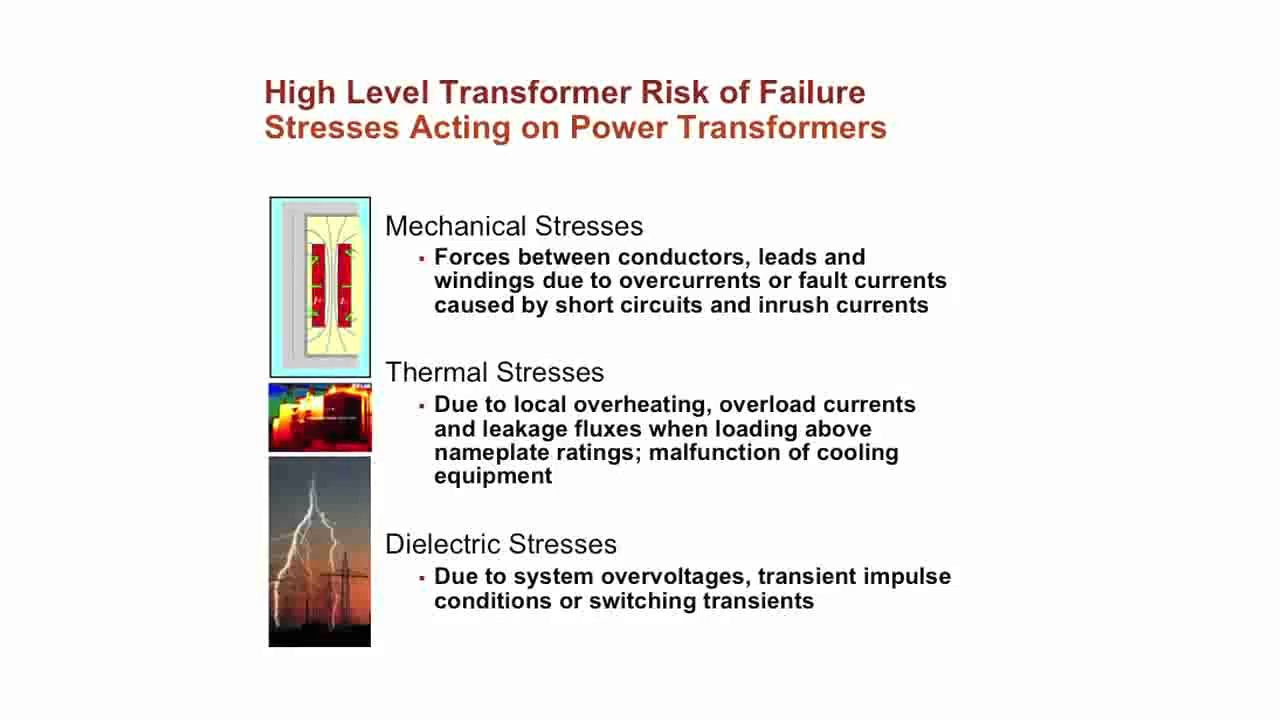 High Level Transformer Risk of Failure
Stresses Acting on Power Transformers
Mechanical Stresses
▪ Forces between conductors, leads and
windings due to overcurrents or fault currents
caused by short circuits and inrush currents
Thermal Stresses
▪ Due to local overheating, overload currents
and leakage fluxes when loading above
nameplate ratings; malfunction of cooling
equipment
Dielectric Stresses
▪ Due to system overvoltages, transient impulse
conditions or switching transients